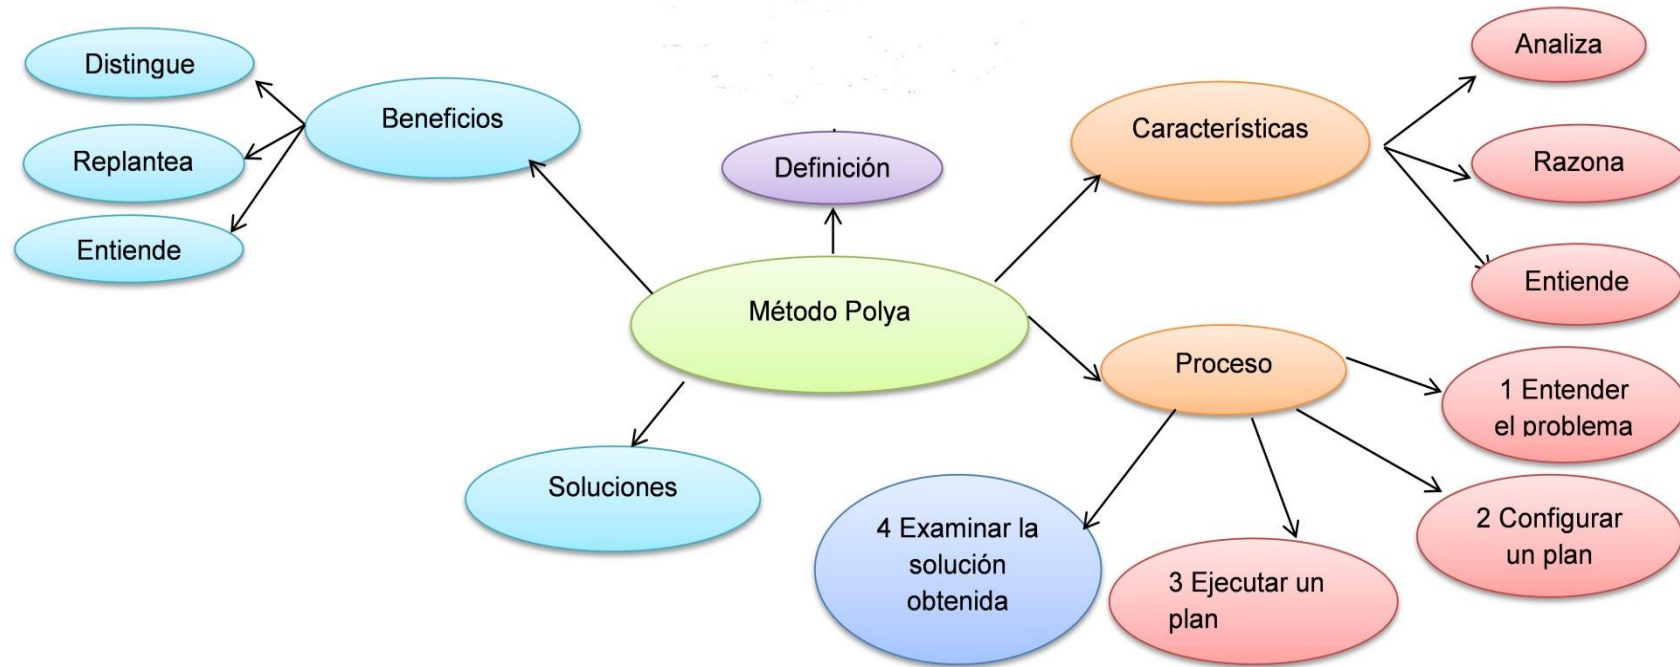 Distingue
Beneficios
Replantea
Entiende
Definición
Características
Analiza
Razona
Entiende
Método Polya
Proceso
1 Entender
el problema
2 Configurar
un plan
3 Ejecutar un
plan
4 Examinar la
solución
obtenida
Soluciones